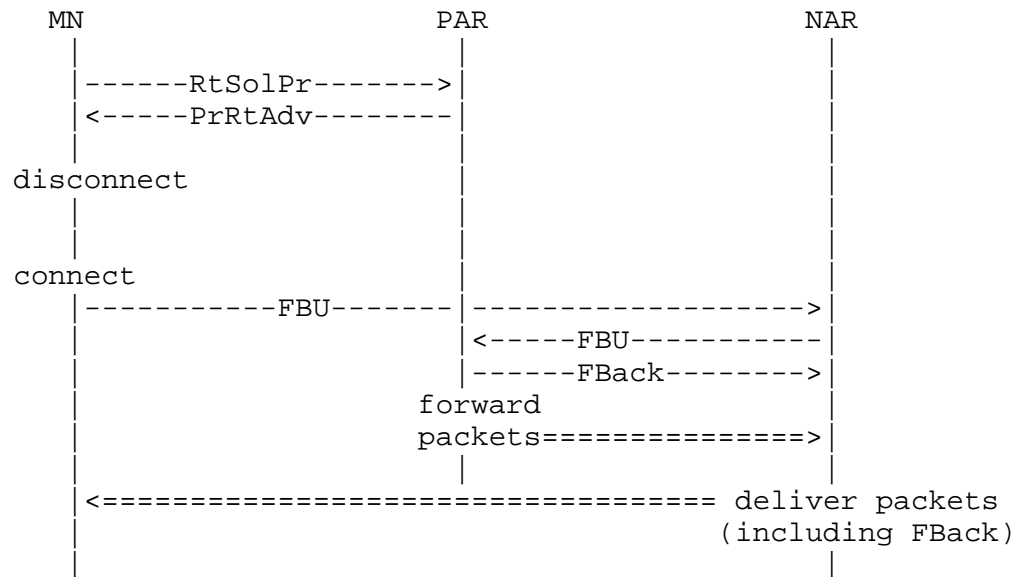 MN PAR NAR
RtSolPr
PrRtAdv
disconnect
connect
FBU
FBU
FBack
forward
packets
deliver packets
(including FBack)